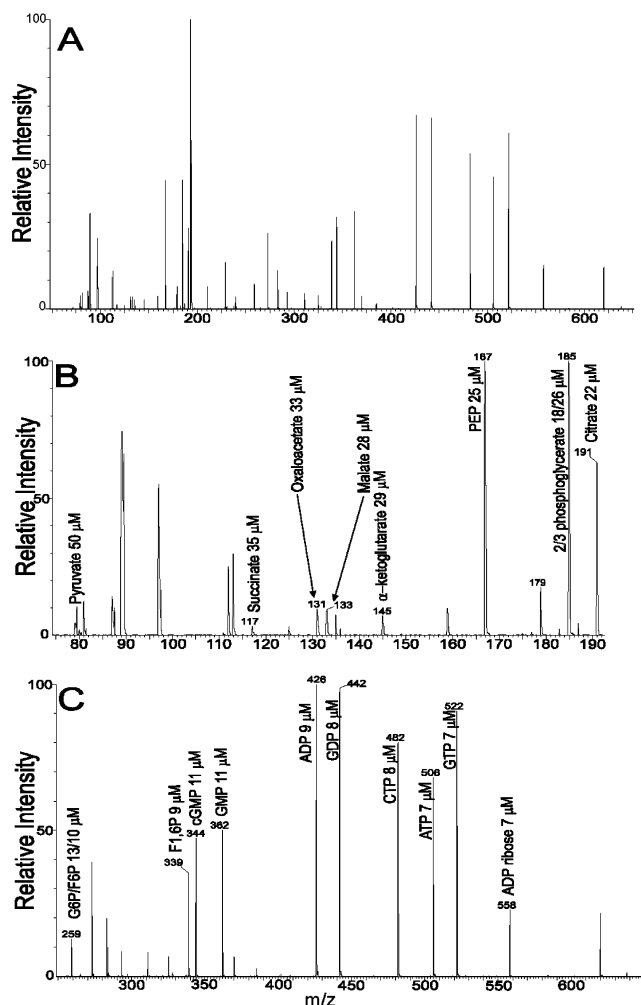 A
Relative Intensity
100
50
0
100 200 300 400 500 600
B
Relative Intensity
100
50
0
Pyruvate 50 µM
Succinate 35 µM
117
Oxaloacetate 33 µM
131
Malate 28 µM
133
α-ketoglutarate 29 µM
145
PEP 25 µM
167
179
2/3 phosphoglycerate 18/26 µM
185
Citrate 22 µM
191
80 90 100 110 120 130 140 150 160 170 180 190
C
Relative Intensity
100
50
0
G6P/F6P 13/10 µM
259
F1,6P 9 µM
339
cGMP 11 µM
344
GMP 11 µM
362
ADP 9 µM
426
GDP 8 µM
442
CTP 8 µM
482
ATP 7 µM
506
GTP 7 µM
522
ADP ribose 7 µM
558
300 350 400 450 500 550 600
m/z